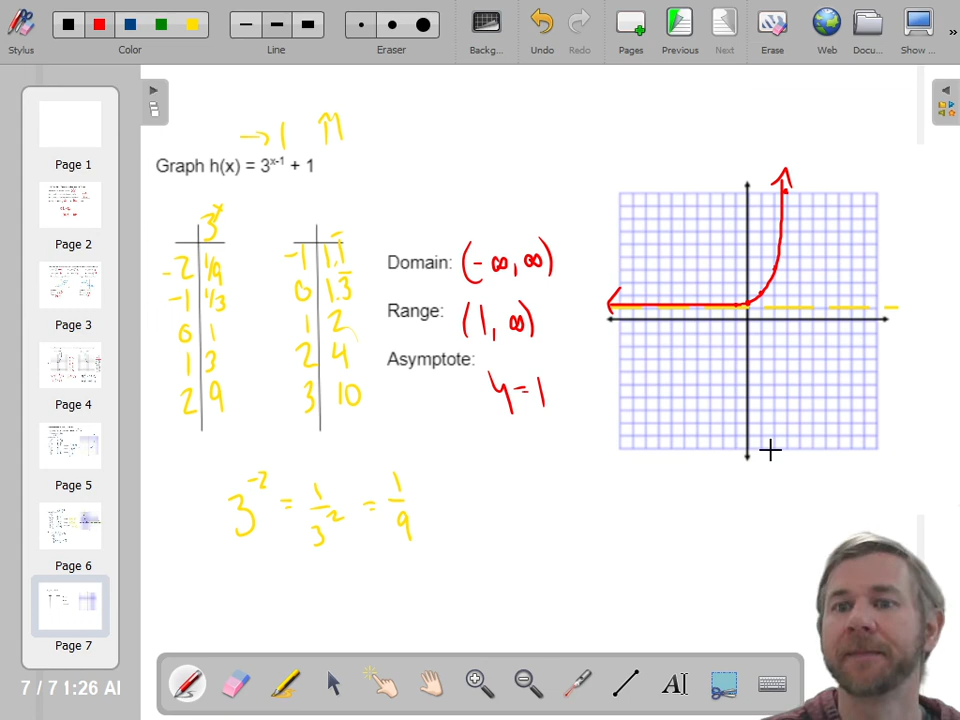 Stylus
Color
Line
Eraser
Backg...
Undo
Redo
Pages
Previous
Next
Erase
Web
Docu...
Show ...
»
Page 1
Page 2
Page 3
Page 4
Page 5
Page 6
Page 7
7 / 7 1:26 AM
→ 1 ↑1
Graph h(x) = 3ˣ⁻¹ + 1
3ˣ
-2 1/9
-1 1/3
0 1
1 3
2 9
-1 1.1̅
0 1.3̅
1 2
2 4
3 10
Domain: (-∞, ∞)
Range: (1, ∞)
Asymptote:
y = 1
3⁻² = 1/3² = 1/9